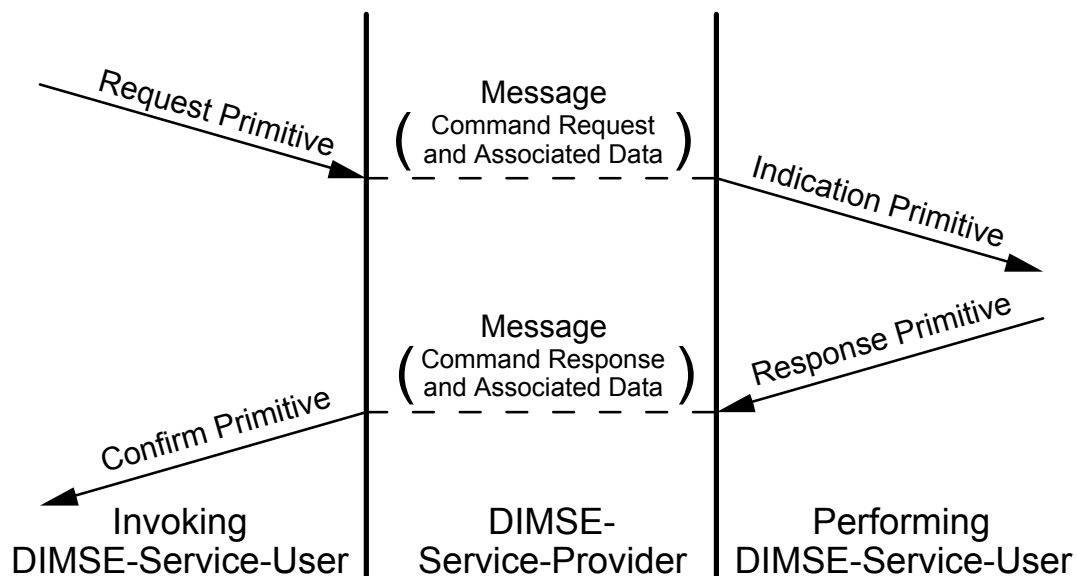 Request Primitive
Message
( Command Request
and Associated Data )
Indication Primitive
Message
( Command Response
and Associated Data )
Response Primitive
Confirm Primitive
Invoking
DIMSE-Service-User
DIMSE-
Service-Provider
Performing
DIMSE-Service-User